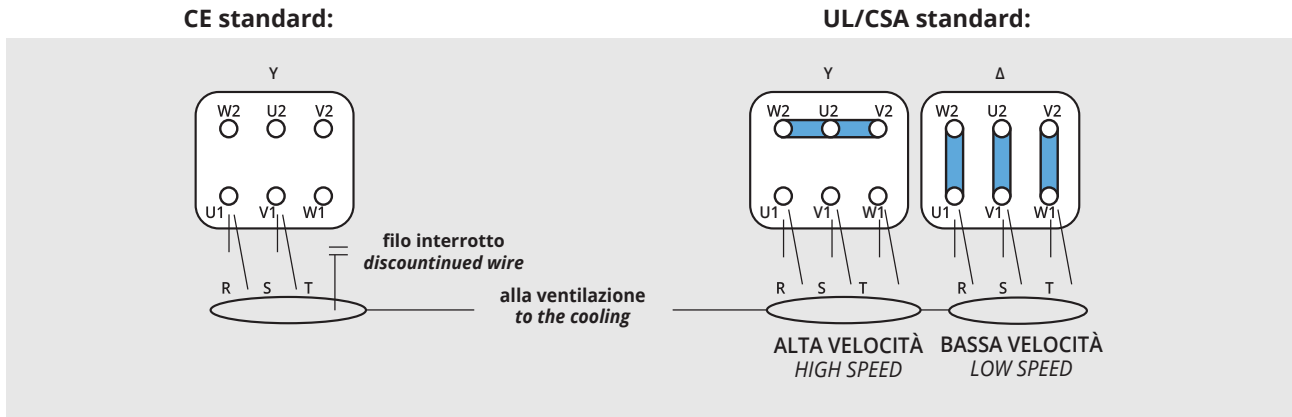 CE standard:
UL/CSA standard:
Y
W2 U2 V2
U1 V1 W1
filo interrotto
discountinued wire
R S T
alla ventilazione
to the cooling
Y
W2 U2 V2
U1 V1 W1
R S T
ALTA VELOCITÀ
HIGH SPEED
Δ
W2 U2 V2
U1 V1 W1
R S T
BASSA VELOCITÀ
LOW SPEED